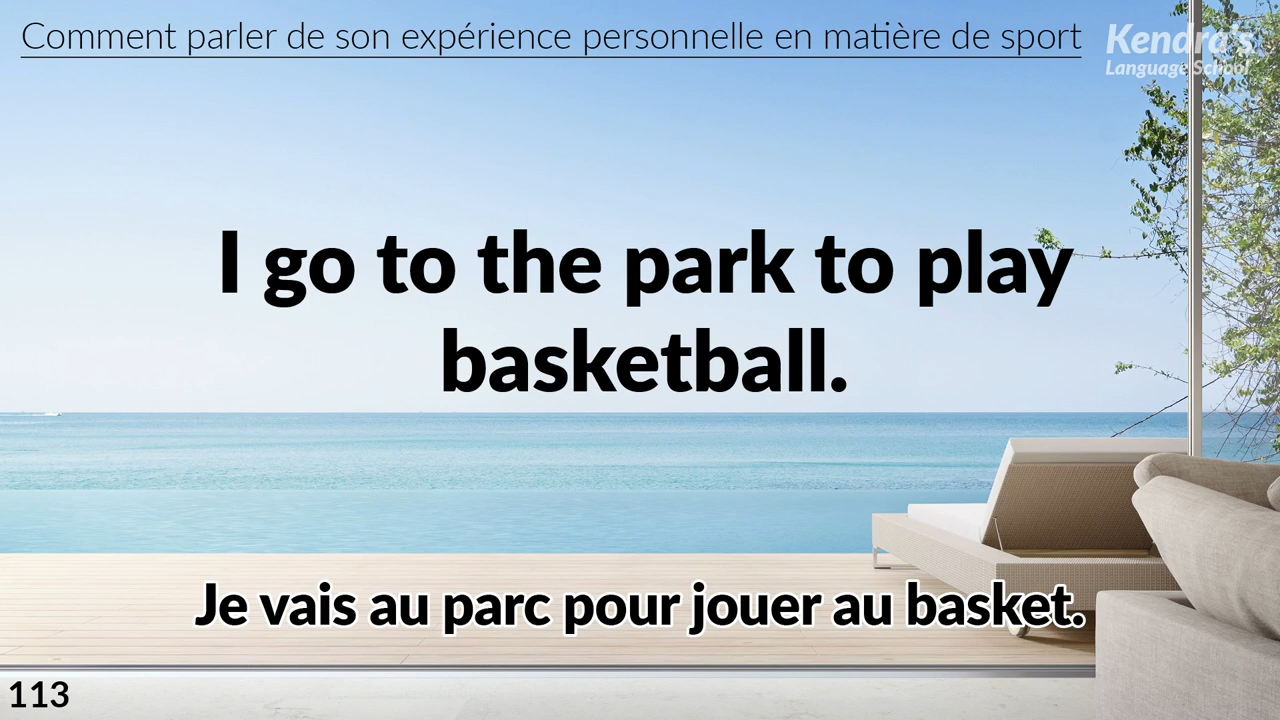 Comment parler de son expérience personnelle en matière de sport
Kendra's
Language School
I go to the park to play
basketball.
Je vais au parc pour jouer au basket.
113